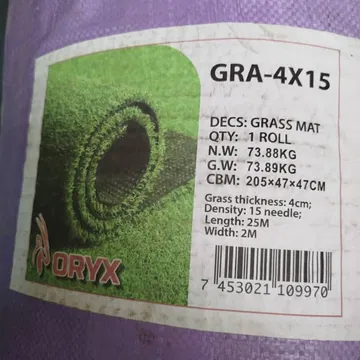 GRA-4X15
DECS: GRASS MAT
QTY: 1 ROLL
N.W: 73.88KG
G.W: 73.89KG
CBM: 205×47×47CM
Grass thickness: 4cm;
Density: 15 needle;
Length: 25M
Width: 2M
ORYX
7 453021 109970